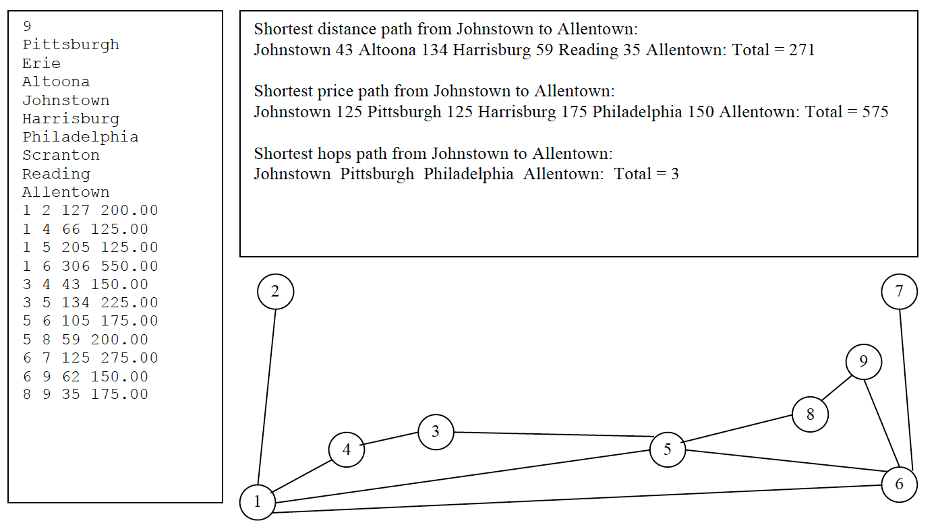 9
Pittsburgh
Erie
Altoona
Johnstown
Harrisburg
Philadelphia
Scranton
Reading
Allentown
1 2 127 200.00
1 4 66 125.00
1 5 205 125.00
1 6 306 550.00
3 4 43 150.00
3 5 134 225.00
5 6 105 175.00
5 8 59 200.00
6 7 125 275.00
6 9 62 150.00
8 9 35 175.00
Shortest distance path from Johnstown to Allentown:
Johnstown 43 Altoona 134 Harrisburg 59 Reading 35 Allentown: Total = 271
Shortest price path from Johnstown to Allentown:
Johnstown 125 Pittsburgh 125 Harrisburg 175 Philadelphia 150 Allentown: Total = 575
Shortest hops path from Johnstown to Allentown:
Johnstown Pittsburgh Philadelphia Allentown: Total = 3
2
7
9
8
3
4
5
6
1